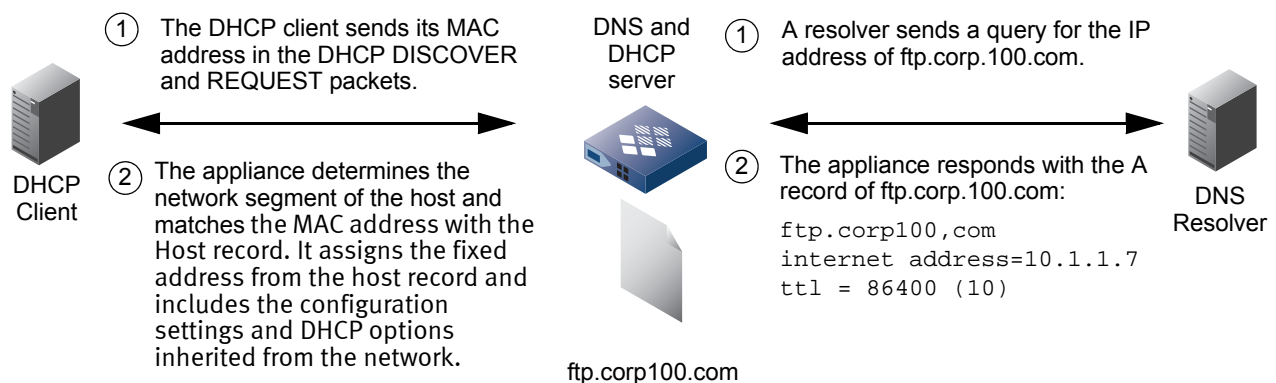 1
The DHCP client sends its MAC
address in the DHCP DISCOVER
and REQUEST packets.
DHCP
Client
2
The appliance determines the
network segment of the host and
matches the MAC address with the
Host record. It assigns the fixed
address from the host record and
includes the configuration
settings and DHCP options
inherited from the network.
DNS and
DHCP
server
ftp.corp100.com
1
A resolver sends a query for the IP
address of ftp.corp.100.com.
2
The appliance responds with the A
record of ftp.corp.100.com:
ftp.corp100,com
internet address=10.1.1.7
ttl = 86400 (10)
DNS
Resolver